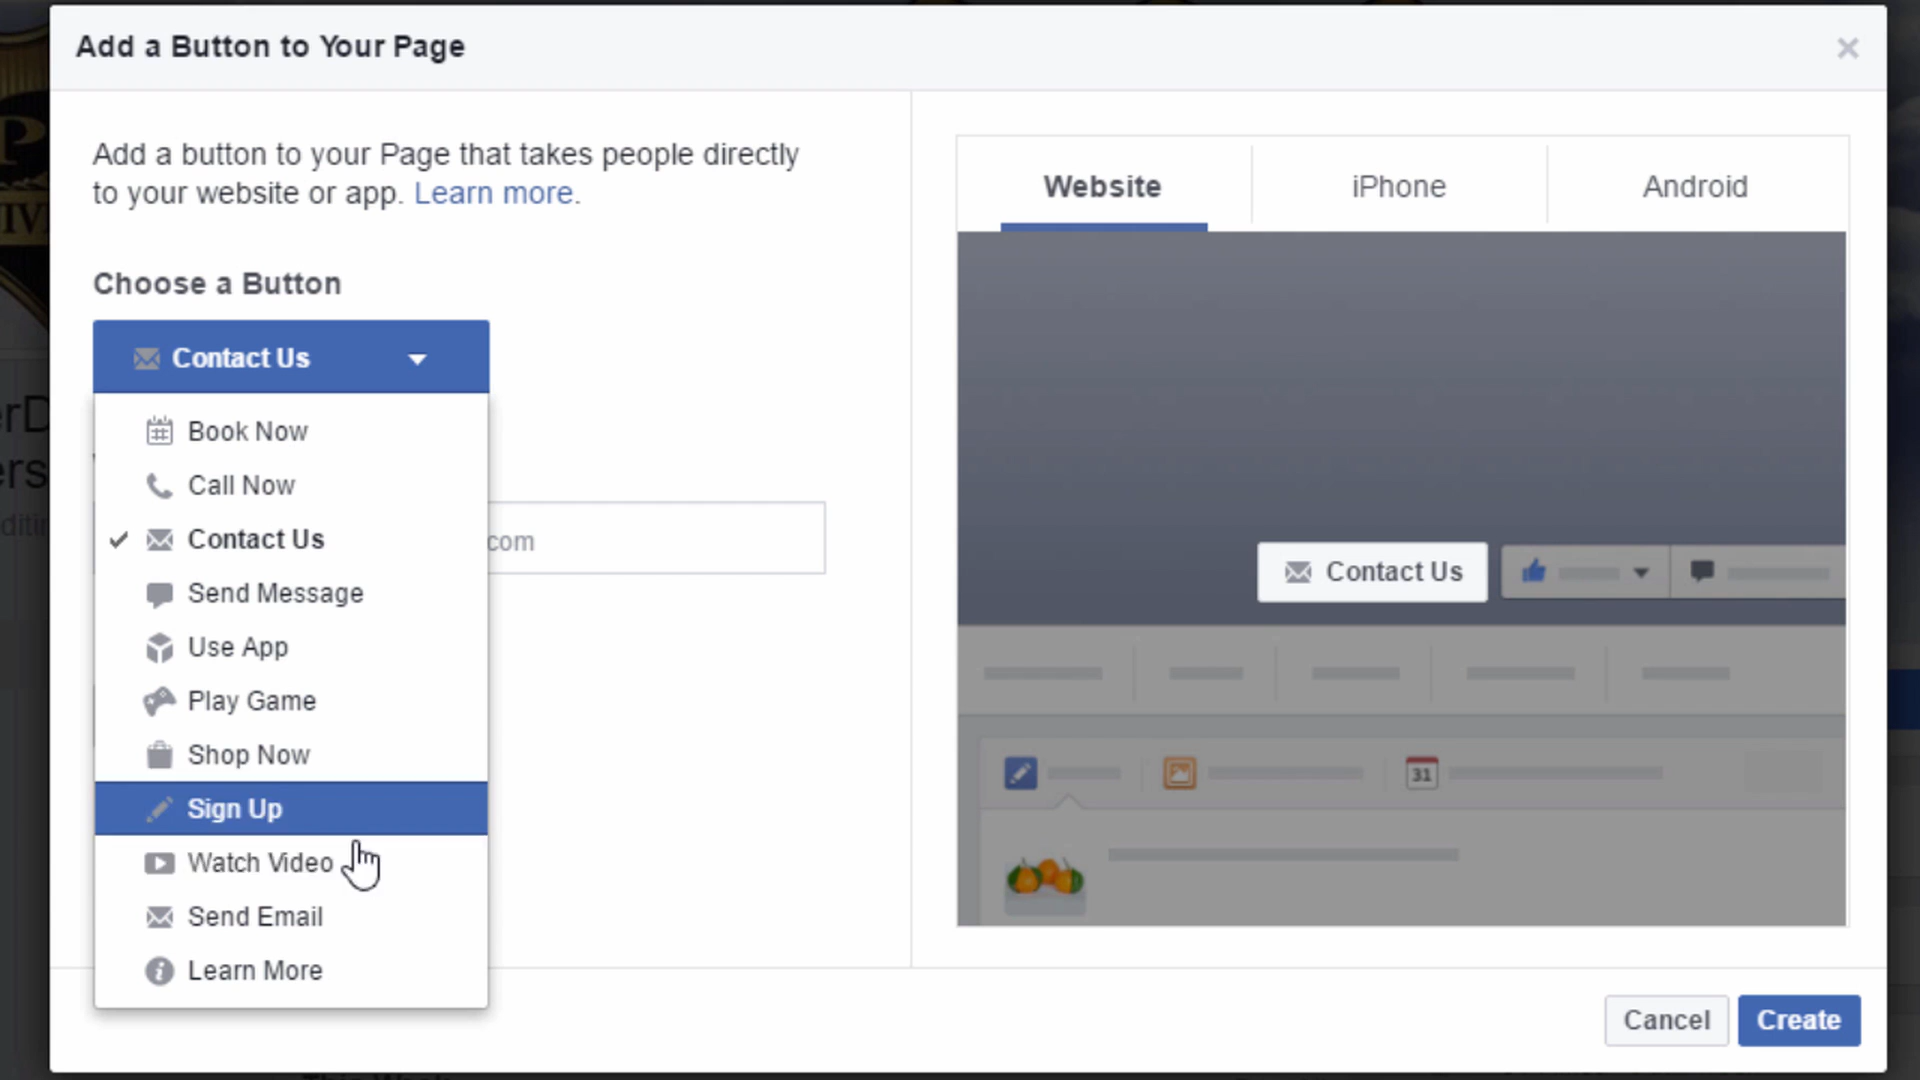 Add a Button to Your Page
Add a button to your Page that takes people directly
to your website or app. Learn more.
Choose a Button
Contact Us
Book Now
Call Now
Contact Us
Send Message
Use App
Play Game
Shop Now
Sign Up
Watch Video
Send Email
Learn More
com
Website
iPhone
Android
Contact Us
31
Cancel
Create